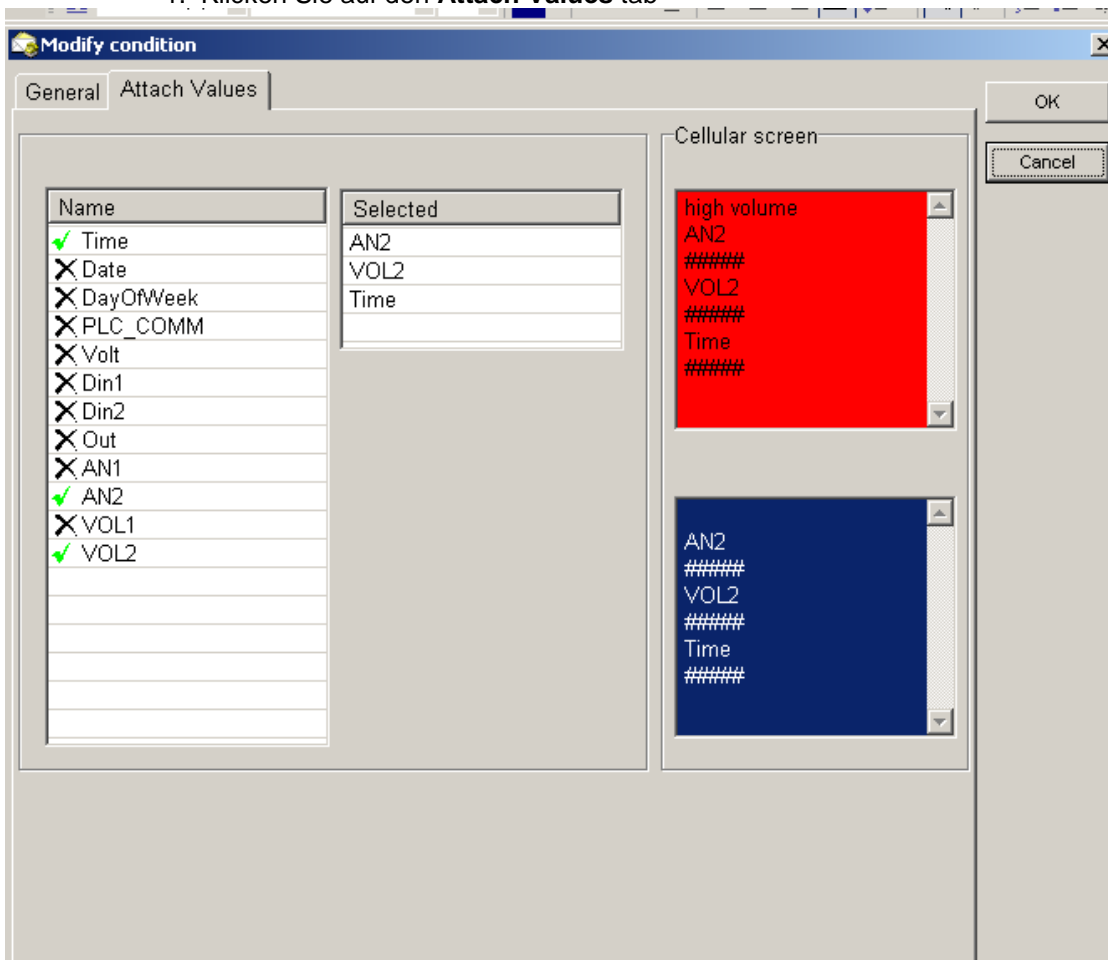 1. Klicken Sie auf den Attach Values tab
Modify condition
General
Attach Values
OK
Cancel
Name
Time
Date
DayOfWeek
PLC_COMM
Volt
Din1
Din2
Out
AN1
AN2
VOL1
VOL2
Selected
AN2
VOL2
Time
Cellular screen
high volume
AN2
#####
VOL2
#####
Time
#####
AN2
#####
VOL2
#####
Time
#####